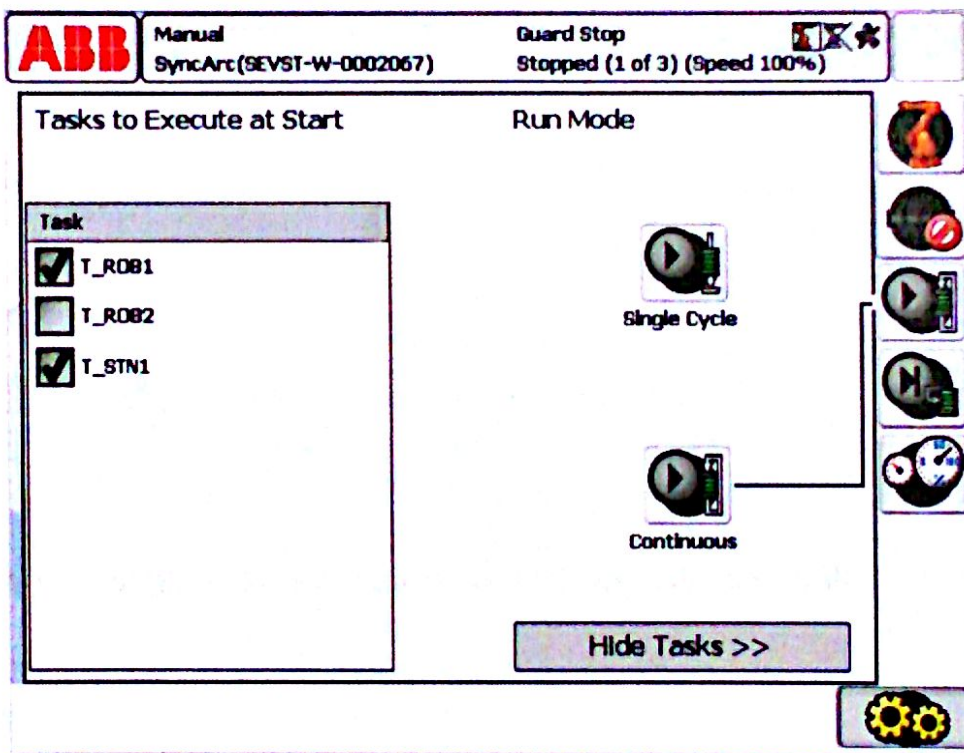 ABB
Manual
SyncArc(SEVST-W-0002067)
Guard Stop
Stopped (1 of 3) (Speed 100%)
Tasks to Execute at Start
Run Mode
Task
T_ROB1
T_ROB2
T_STN1
Single Cycle
Continuous
Hide Tasks >>